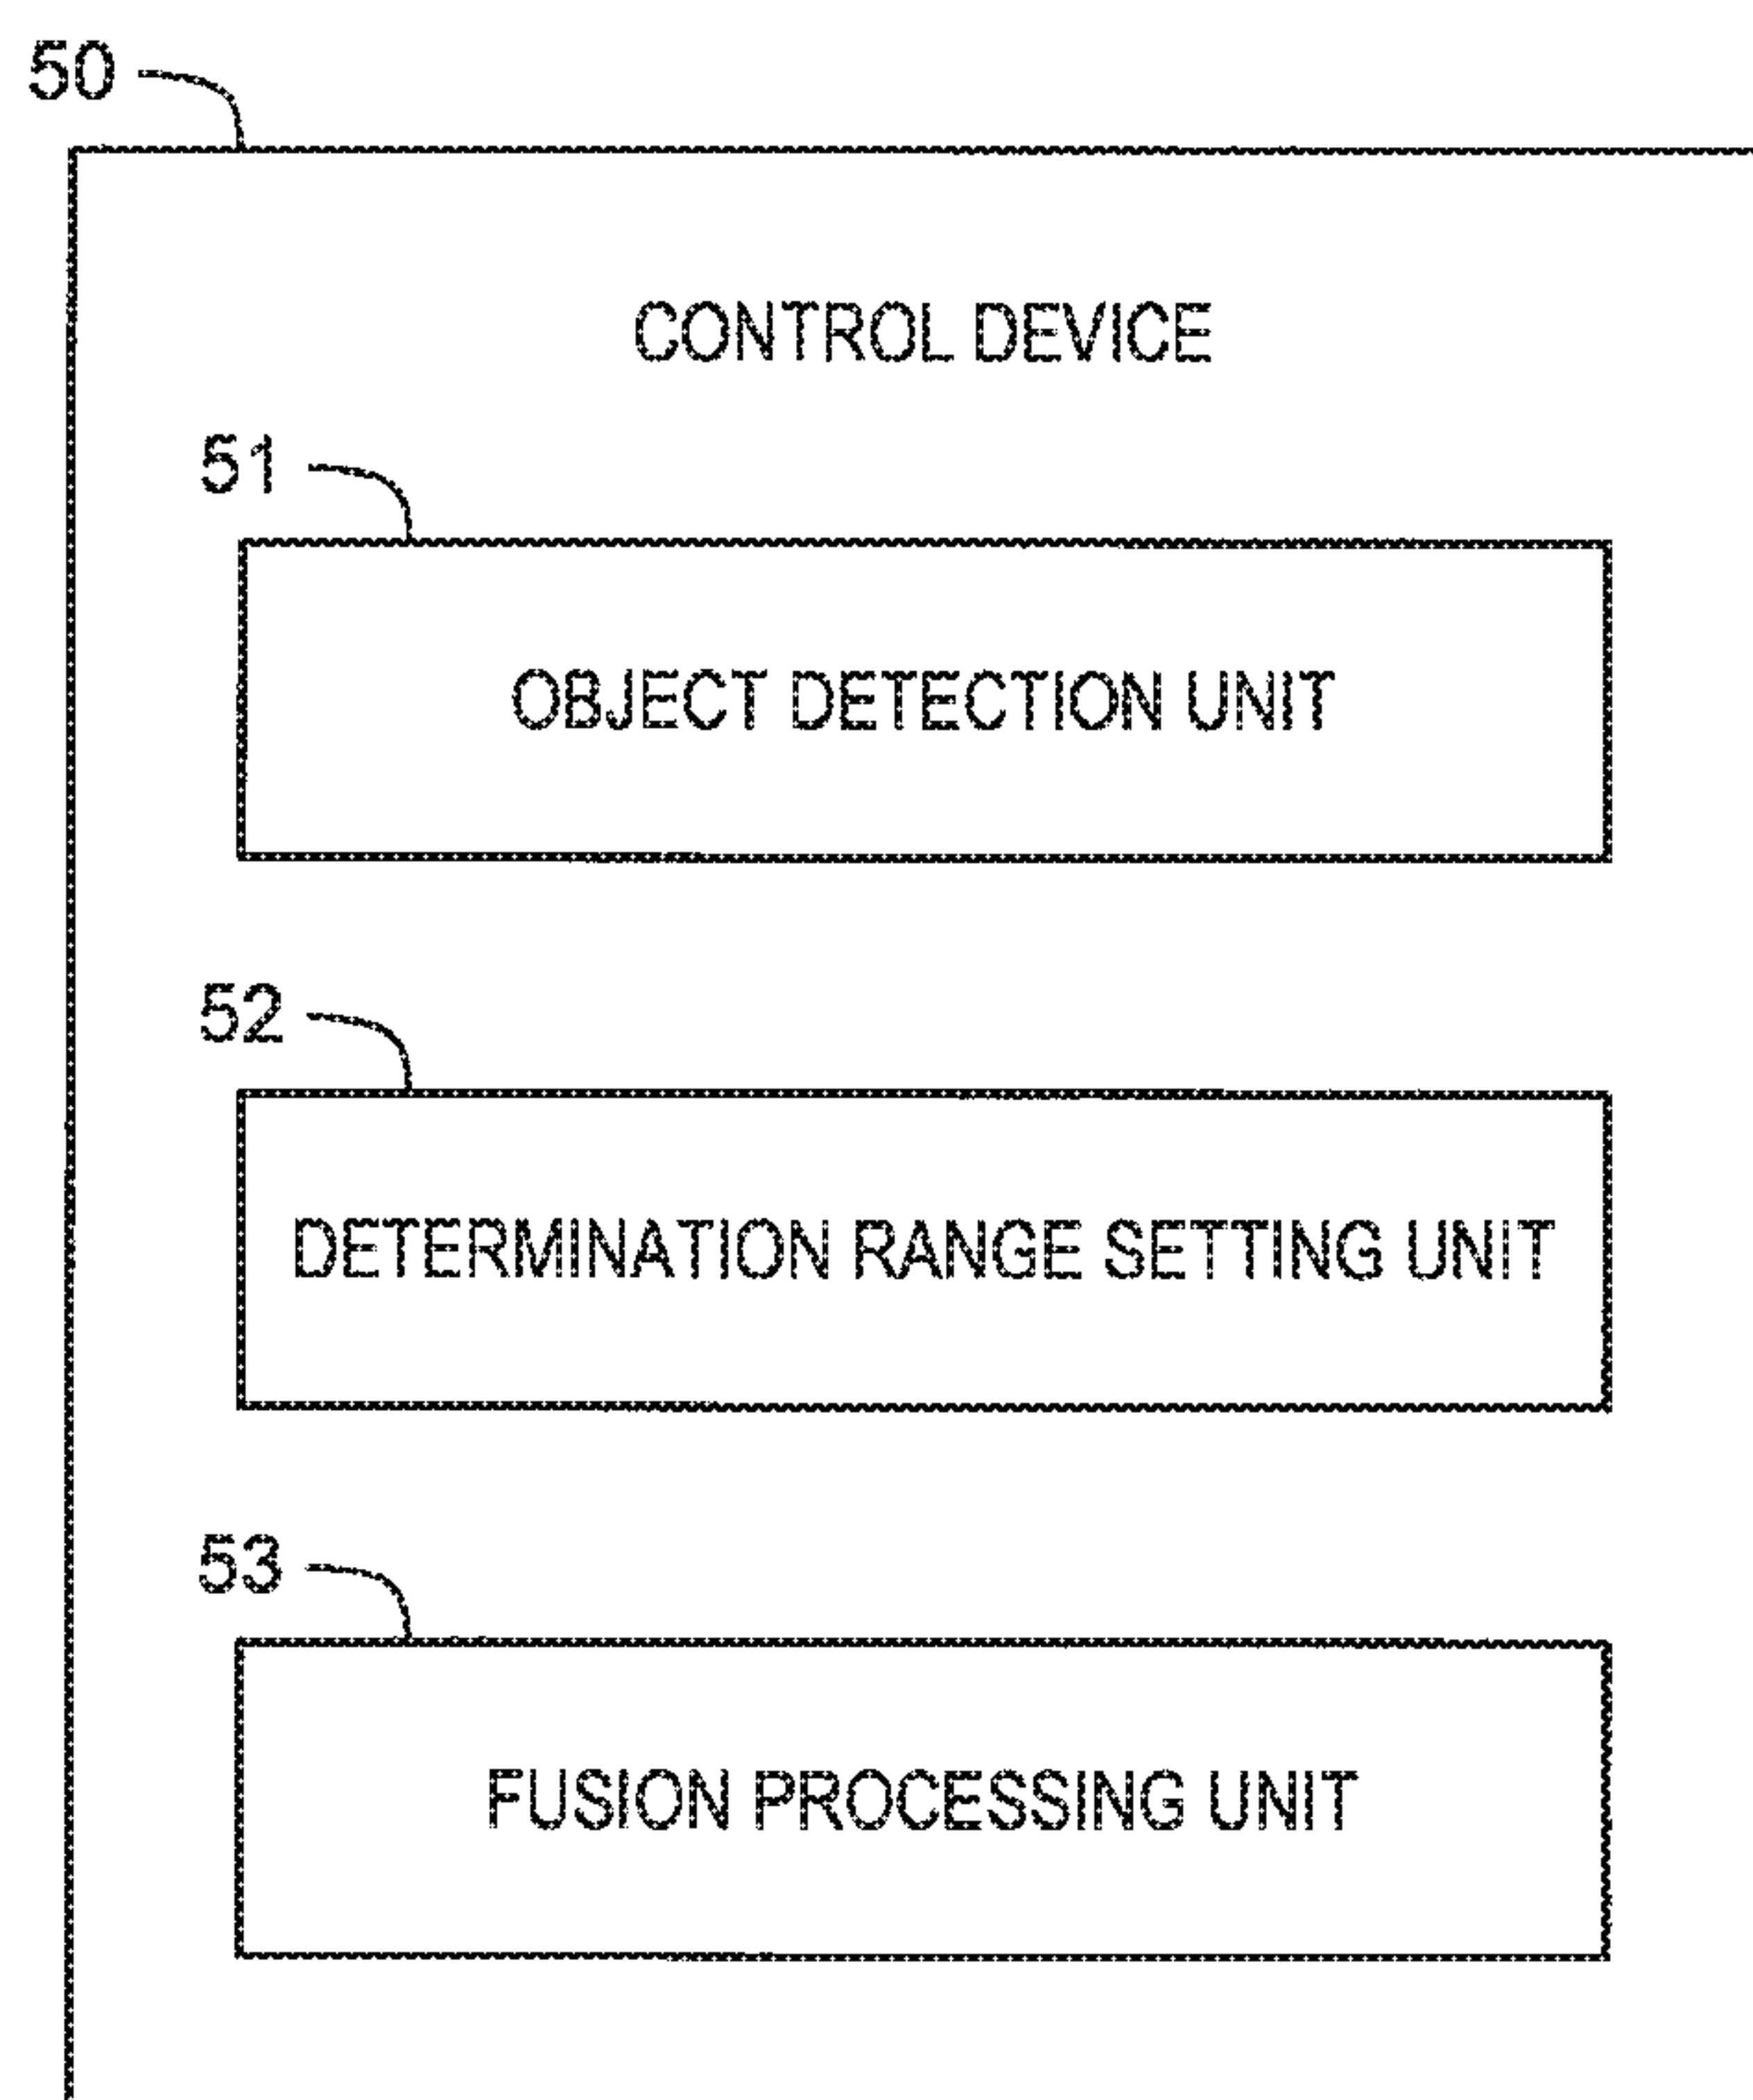 50
CONTROL DEVICE
51
OBJECT DETECTION UNIT
52
DETERMINATION RANGE SETTING UNIT
53
FUSION PROCESSING UNIT